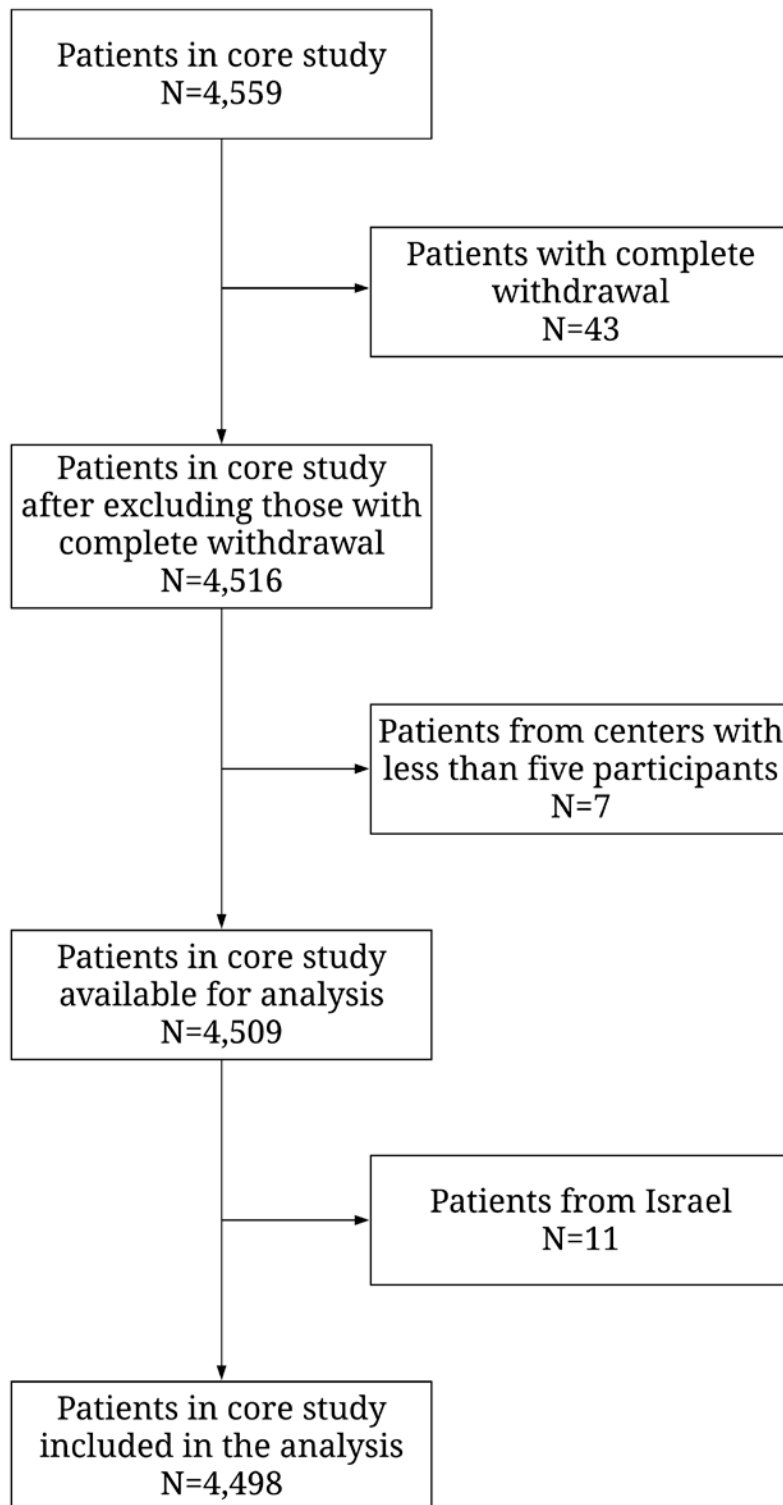 Patients in core study
N=4,559
Patients with complete
withdrawal
N=43
Patients in core study
after excluding those with
complete withdrawal
N=4,516
Patients from centers with
less than five participants
N=7
Patients in core study
available for analysis
N=4,509
Patients from Israel
N=11
Patients in core study
included in the analysis
N=4,498